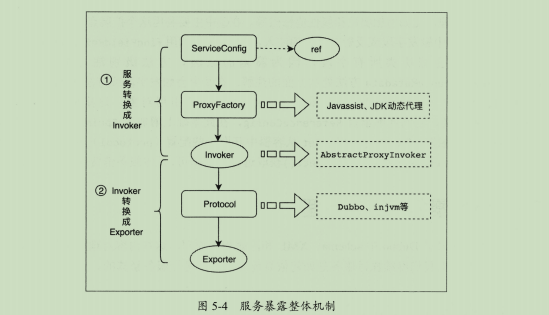 ServiceConfig
ref
① 服务转换成Invoker
ProxyFactory
Javassist、JDK动态代理
Invoker
AbstractProxyInvoker
② Invoker转换成Exporter
Protocol
Dubbo、injvm等
Exporter
图 5-4 服务暴露整体机制